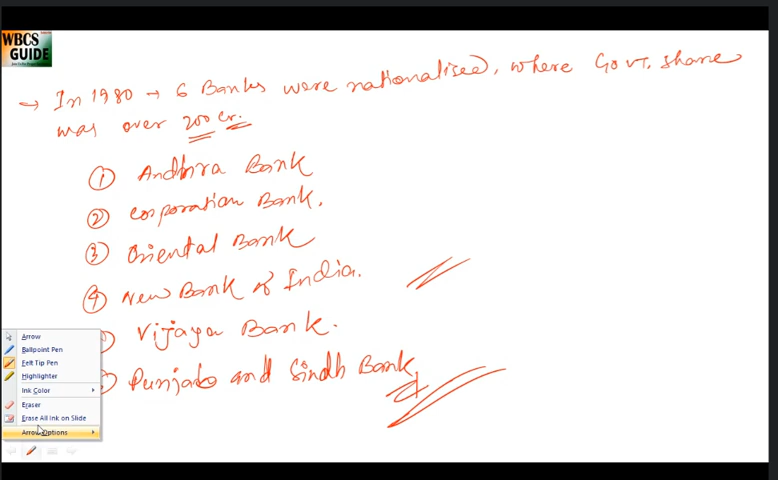 WBCS
GUIDE
→ In 1980 → 6 Banks were nationalised, where Govt. share
was over 200 cr.
① Andhra Bank
② Corporation Bank.
③ Oriental Bank
④ New Bank of India.
Vijaya Bank.
Punjab and Sindh Bank
Arrow
Ballpoint Pen
Felt Tip Pen
Highlighter
Ink Color
Eraser
Erase All Ink on Slide
Arrow Options